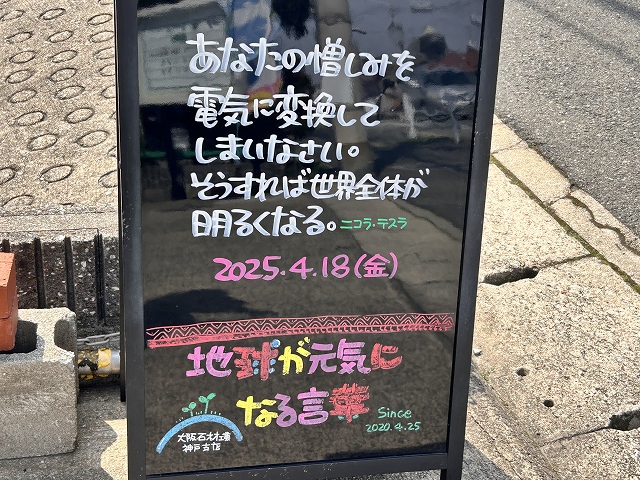 あなたの憎しみを
電気に変換して
しまいなさい。
そうすれば世界全体が
明るくなる。ニコラ・テスラ
2025.4.18(金)
地球が元気に
なる言葉
Since
2020.4.25
大阪石材工業
神戸古店